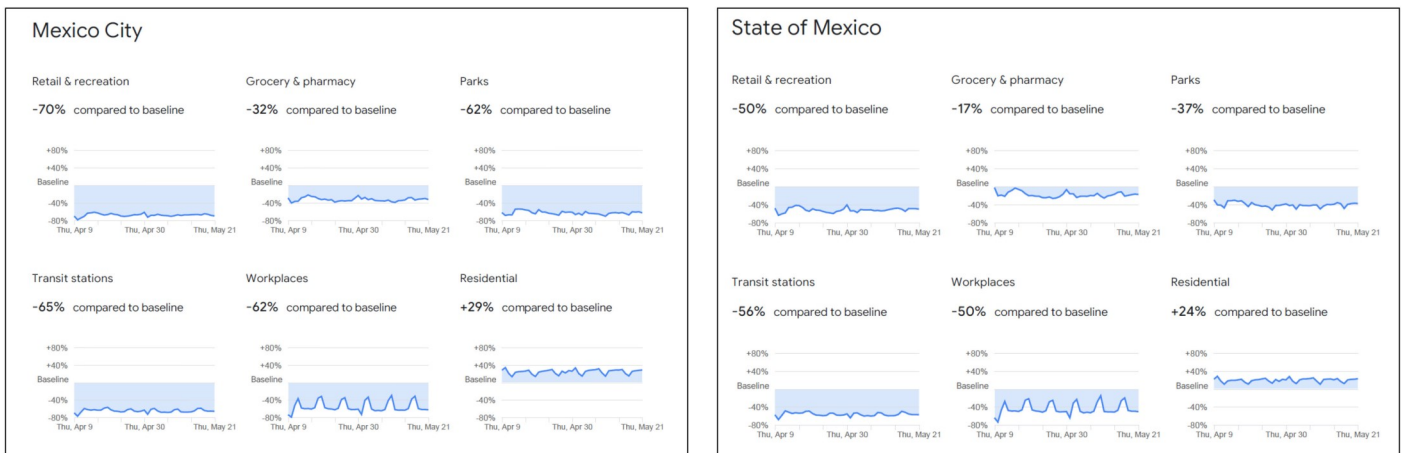 Mexico City
Retail & recreation
-70% compared to baseline
+80%
+40%
Baseline
-40%
-80%
Thu, Apr 9
Thu, Apr 30
Thu, May 21
Grocery & pharmacy
-32% compared to baseline
+80%
+40%
Baseline
-40%
-80%
Thu, Apr 9
Thu, Apr 30
Thu, May 21
Parks
-62% compared to baseline
+80%
+40%
Baseline
-40%
-80%
Thu, Apr 9
Thu, Apr 30
Thu, May 21
Transit stations
-65% compared to baseline
+80%
+40%
Baseline
-40%
-80%
Thu, Apr 9
Thu, Apr 30
Thu, May 21
Workplaces
-62% compared to baseline
+80%
+40%
Baseline
-40%
-80%
Thu, Apr 9
Thu, Apr 30
Thu, May 21
Residential
+29% compared to baseline
+80%
+40%
Baseline
-40%
-80%
Thu, Apr 9
Thu, Apr 30
Thu, May 21
State of Mexico
Retail & recreation
-50% compared to baseline
+80%
+40%
Baseline
-40%
-80%
Thu, Apr 9
Thu, Apr 30
Thu, May 21
Grocery & pharmacy
-17% compared to baseline
+80%
+40%
Baseline
-40%
-80%
Thu, Apr 9
Thu, Apr 30
Thu, May 21
Parks
-37% compared to baseline
+80%
+40%
Baseline
-40%
-80%
Thu, Apr 9
Thu, Apr 30
Thu, May 21
Transit stations
-56% compared to baseline
+80%
+40%
Baseline
-40%
-80%
Thu, Apr 9
Thu, Apr 30
Thu, May 21
Workplaces
-50% compared to baseline
+80%
+40%
Baseline
-40%
-80%
Thu, Apr 9
Thu, Apr 30
Thu, May 21
Residential
+24% compared to baseline
+80%
+40%
Baseline
-40%
-80%
Thu, Apr 9
Thu, Apr 30
Thu, May 21